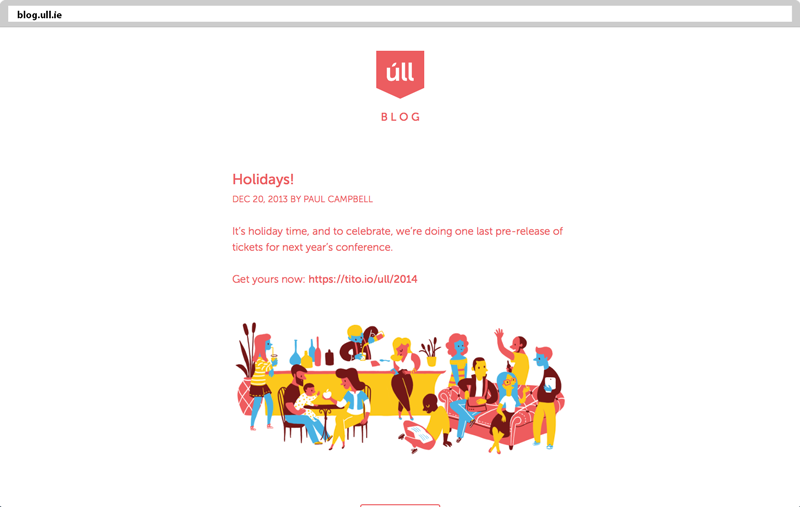 blog.ull.ie
úll
BLOG
Holidays!
DEC 20, 2013 BY PAUL CAMPBELL
It's holiday time, and to celebrate, we're doing one last pre-release of
tickets for next year's conference.
Get yours now: https://tito.io/ull/2014